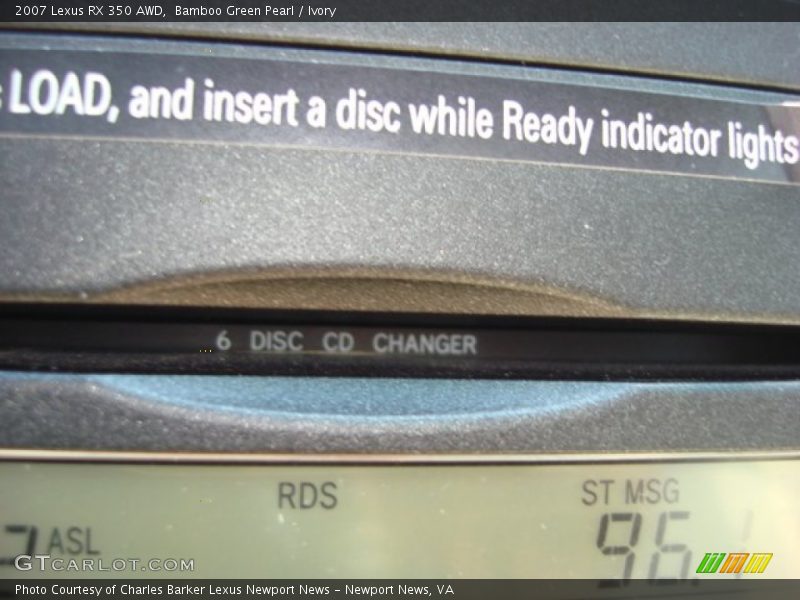 2007 Lexus RX 350 AWD, Bamboo Green Pearl / Ivory
LOAD, and insert a disc while Ready indicator lights
6 DISC CD CHANGER
RDS
ST MSG
ASL
96.1
GTCARLOT.COM
Photo Courtesy of Charles Barker Lexus Newport News – Newport News, VA